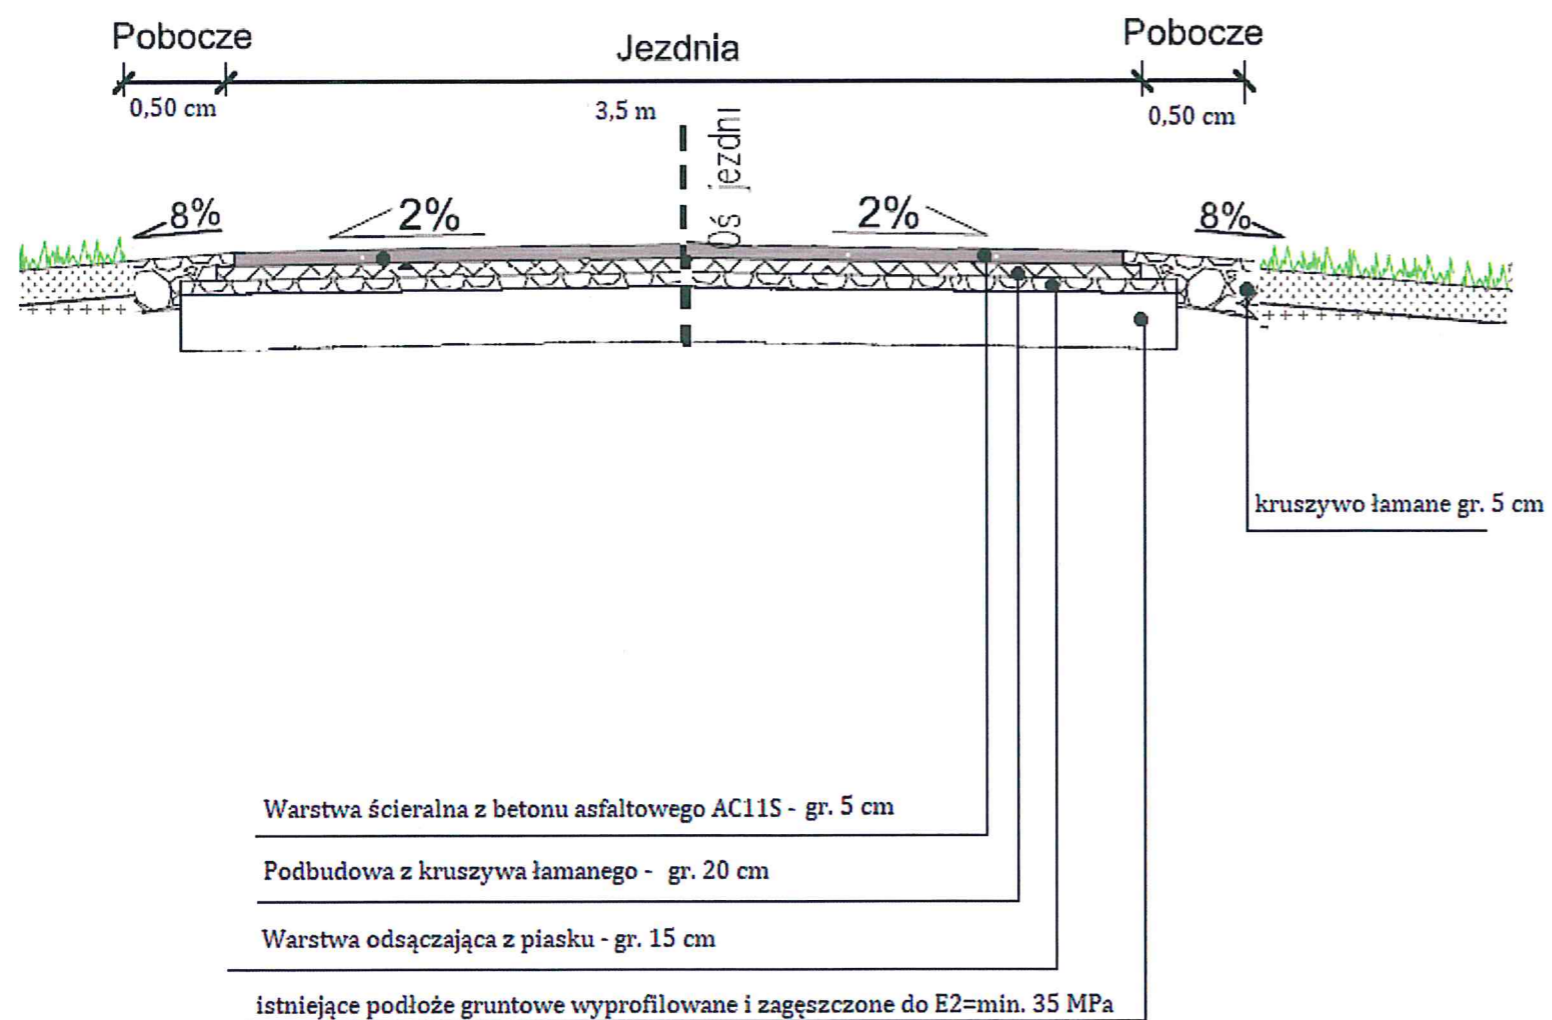 Pobocze
Jezdnia
Pobocze
0,50 cm
3,5 m
0,50 cm
oś jezdni
8%
2%
2%
8%
kruszywo łamane gr. 5 cm
Warstwa ścieralna z betonu asfaltowego AC11S - gr. 5 cm
Podbudowa z kruszywa łamanego - gr. 20 cm
Warstwa odsączająca z piasku - gr. 15 cm
istniejące podłoże gruntowe wyprofilowane i zagęszczone do E2=min. 35 MPa